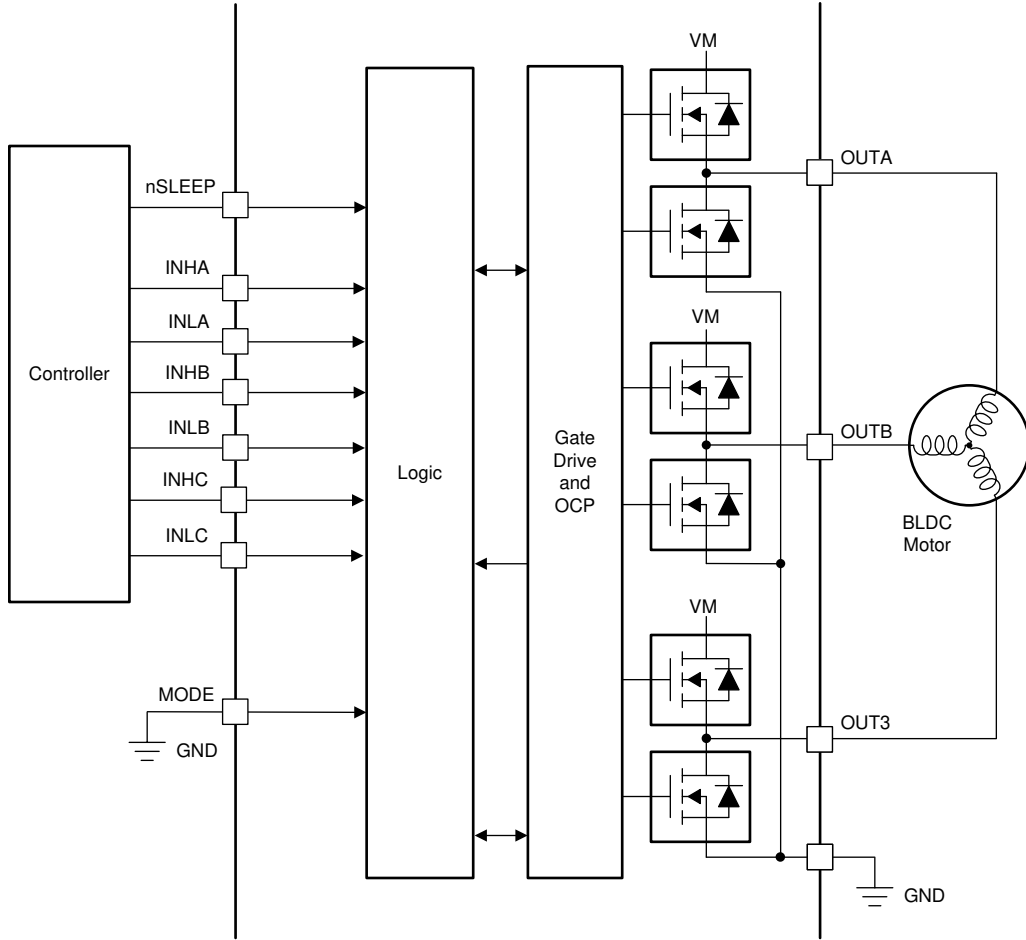 VM
OUTA
nSLEEP
INHA
INLA
INHB
INLB
INHC
INLC
Controller
Logic
Gate
Drive
and
OCP
VM
OUTB
BLDC
Motor
VM
MODE
GND
OUT3
GND